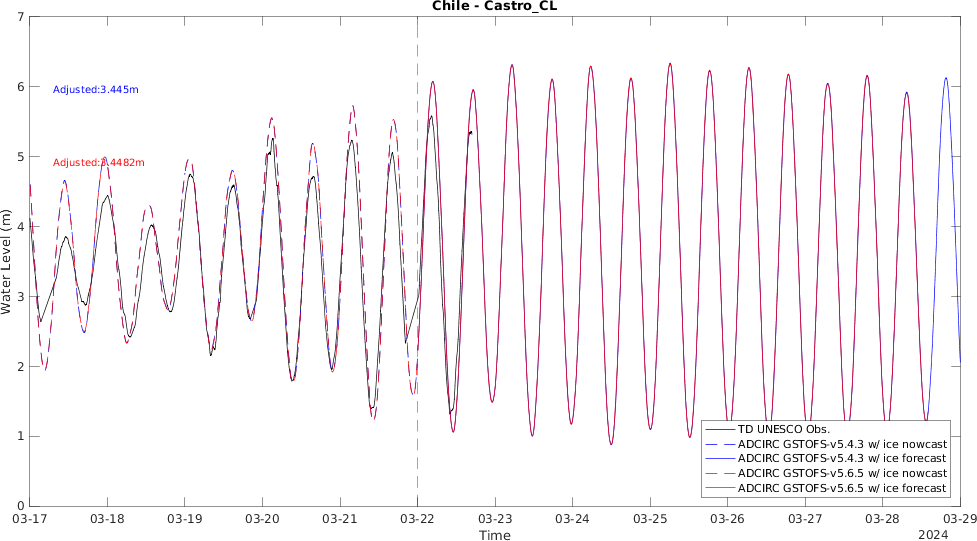 Chile - Castro_CL
7
6
5
4
3
2
1
0
Water Level (m)
Adjusted:3.445m
Adjusted:3.4482m
TD UNESCO Obs.
ADCIRC GSTOFS-v5.4.3 w/ ice nowcast
ADCIRC GSTOFS-v5.4.3 w/ ice forecast
ADCIRC GSTOFS-v5.6.5 w/ ice nowcast
ADCIRC GSTOFS-v5.6.5 w/ ice forecast
03-17 03-18 03-19 03-20 03-21 03-22 03-23 03-24 03-25 03-26 03-27 03-28 03-29
Time
2024